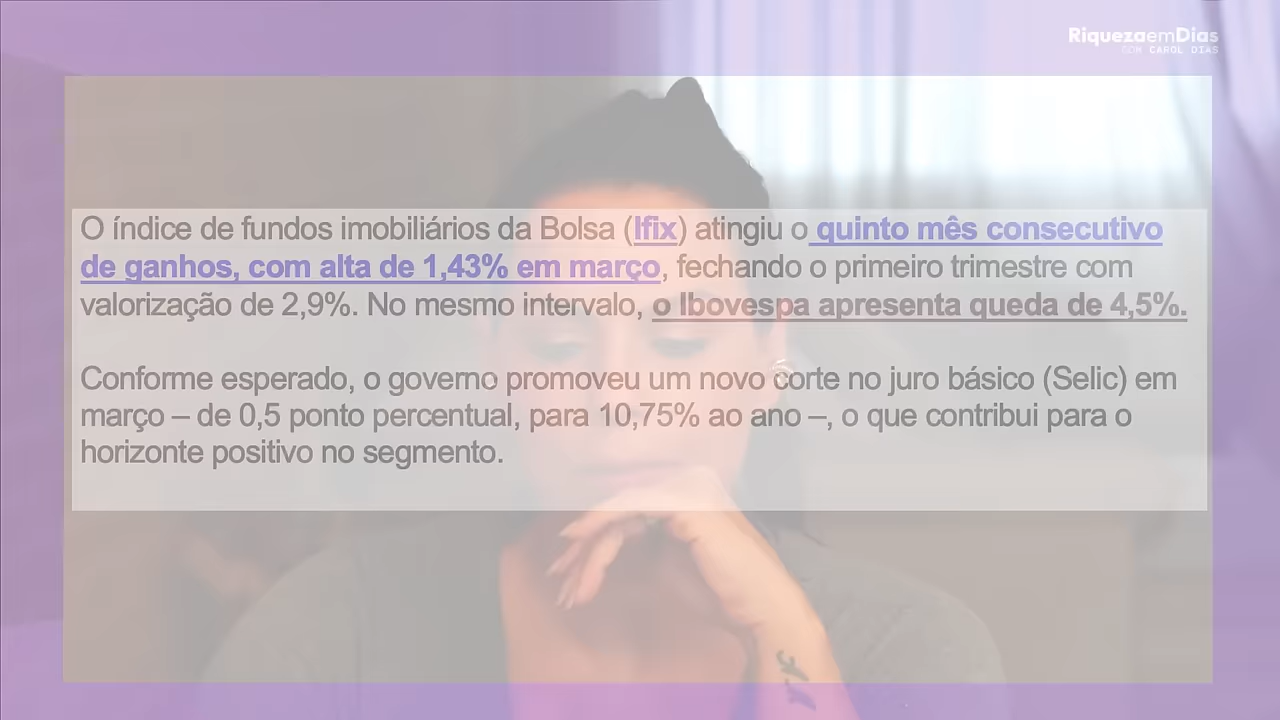 RiquezaemDias
COM CAROL DIAS
O índice de fundos imobiliários da Bolsa (Ifix) atingiu o quinto mês consecutivo
de ganhos, com alta de 1,43% em março, fechando o primeiro trimestre com
valorização de 2,9%. No mesmo intervalo, o Ibovespa apresenta queda de 4,5%.
Conforme esperado, o governo promoveu um novo corte no juro básico (Selic) em
março – de 0,5 ponto percentual, para 10,75% ao ano –, o que contribui para o
horizonte positivo no segmento.